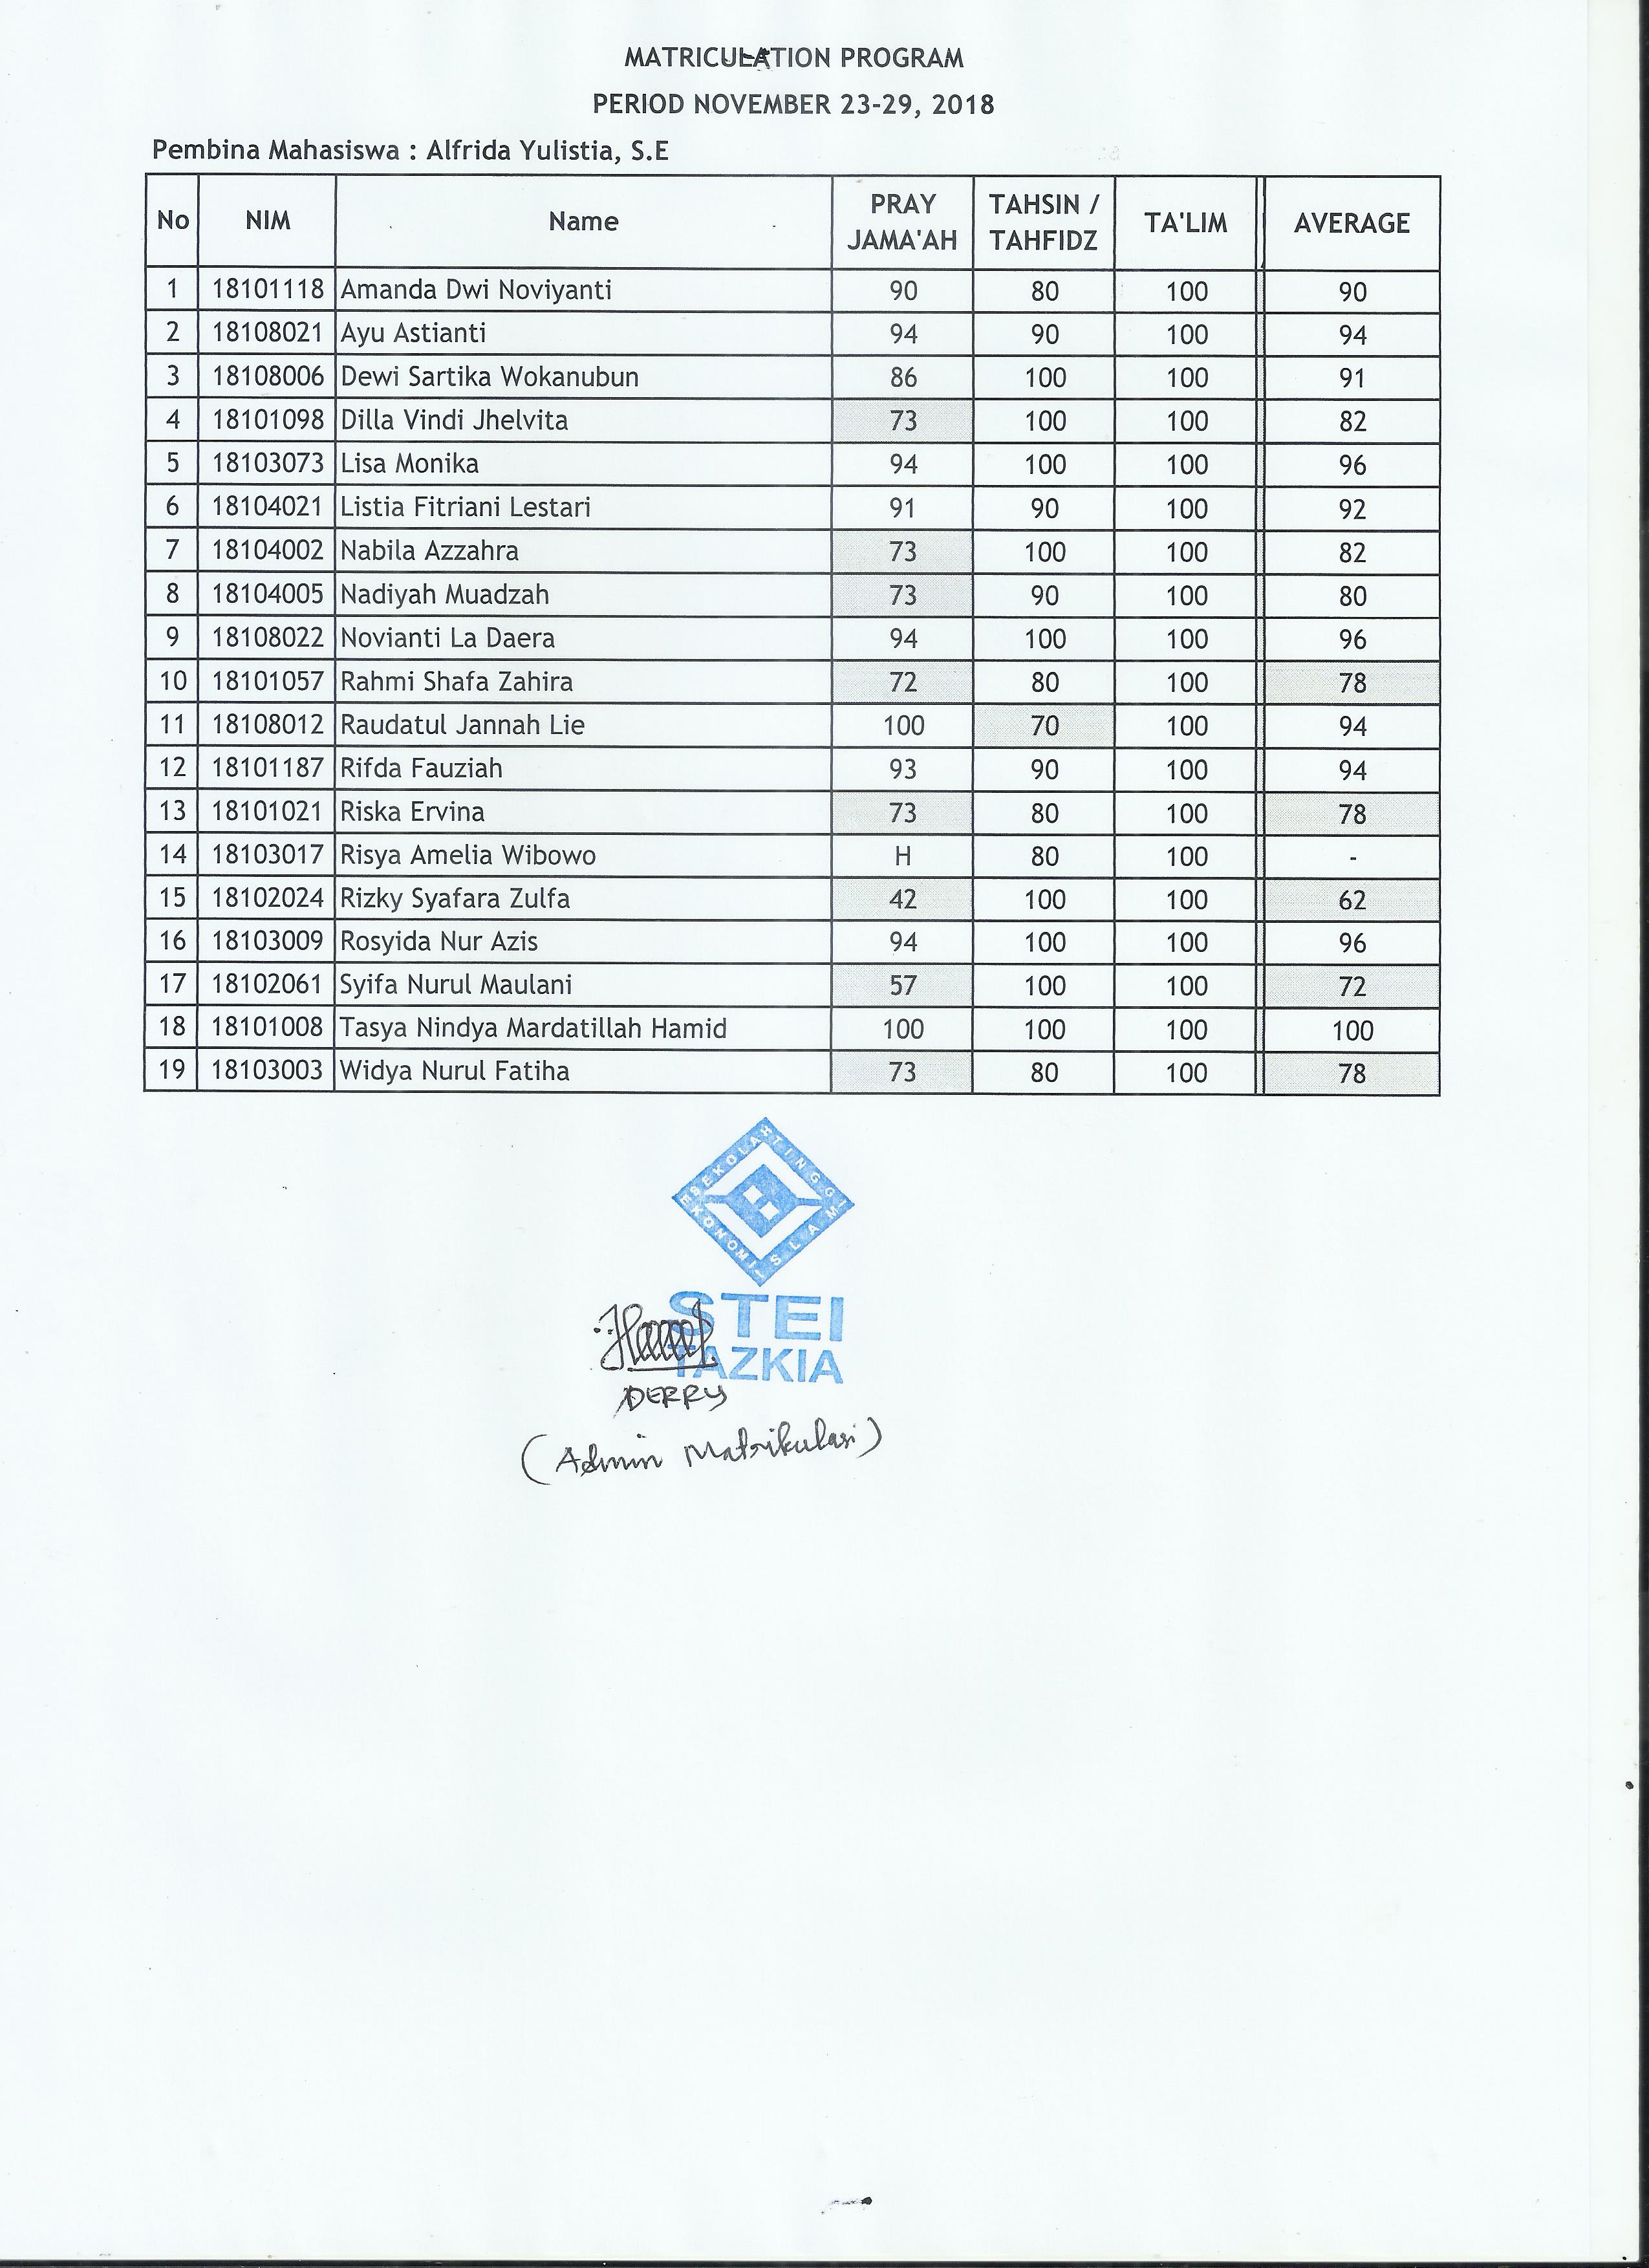 MATRICULATION PROGRAM
PERIOD NOVEMBER 23-29, 2018
Pembina Mahasiswa : Alfrida Yulistia, S.E
No NIM Name PRAY JAMA'AH TAHSIN / TAHFIDZ TA'LIM AVERAGE
1 18101118 Amanda Dwi Noviyanti 90 80 100 90
2 18108021 Ayu Astianti 94 90 100 94
3 18108006 Dewi Sartika Wokanubun 86 100 100 91
4 18101098 Dilla Vindi Jhelvita 73 100 100 82
5 18103073 Lisa Monika 94 100 100 96
6 18104021 Listia Fitriani Lestari 91 90 100 92
7 18104002 Nabila Azzahra 73 100 100 82
8 18104005 Nadiyah Muadzah 73 90 100 80
9 18108022 Novianti La Daera 94 100 100 96
10 18101057 Rahmi Shafa Zahira 72 80 100 78
11 18108012 Raudatul Jannah Lie 100 70 100 94
12 18101187 Rifda Fauziah 93 90 100 94
13 18101021 Riska Ervina 73 80 100 78
14 18103017 Risya Amelia Wibowo H 80 100 -
15 18102024 Rizky Syafara Zulfa 42 100 100 62
16 18103009 Rosyida Nur Azis 94 100 100 96
17 18102061 Syifa Nurul Maulani 57 100 100 72
18 18101008 Tasya Nindya Mardatillah Hamid 100 100 100 100
19 18103003 Widya Nurul Fatiha 73 80 100 78
SEKOLAH TINGGI
EKONOMI ISLAM
STEI
TAZKIA
DERRY
(Admin Matrikulasi)